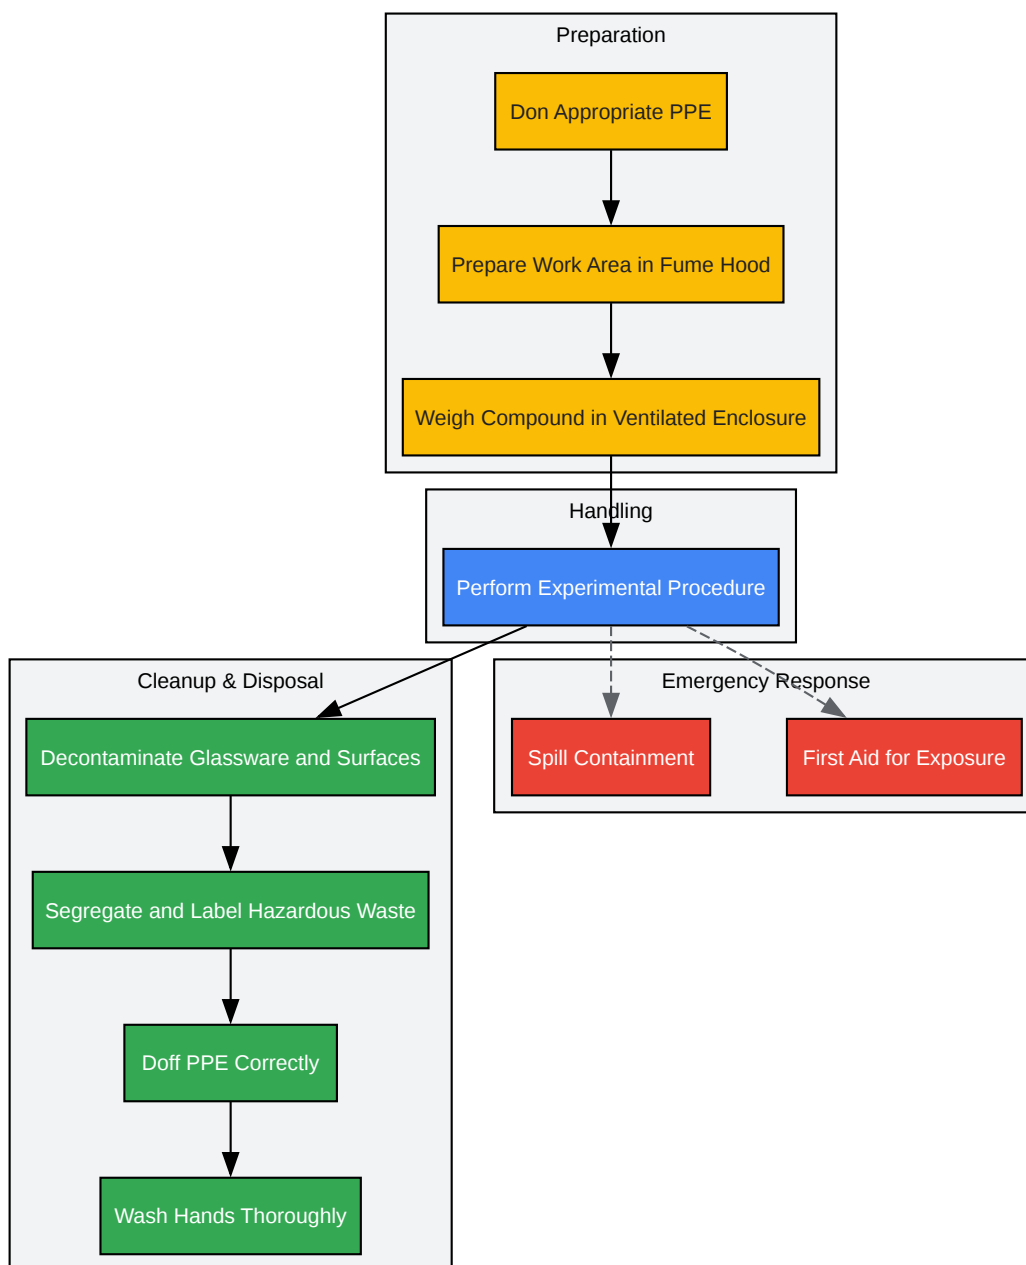 Preparation
Don Appropriate PPE
Prepare Work Area in Fume Hood
Weigh Compound in Ventilated Enclosure
Handling
Perform Experimental Procedure
Cleanup & Disposal
Decontaminate Glassware and Surfaces
Segregate and Label Hazardous Waste
Doff PPE Correctly
Wash Hands Thoroughly
Emergency Response
Spill Containment
First Aid for Exposure